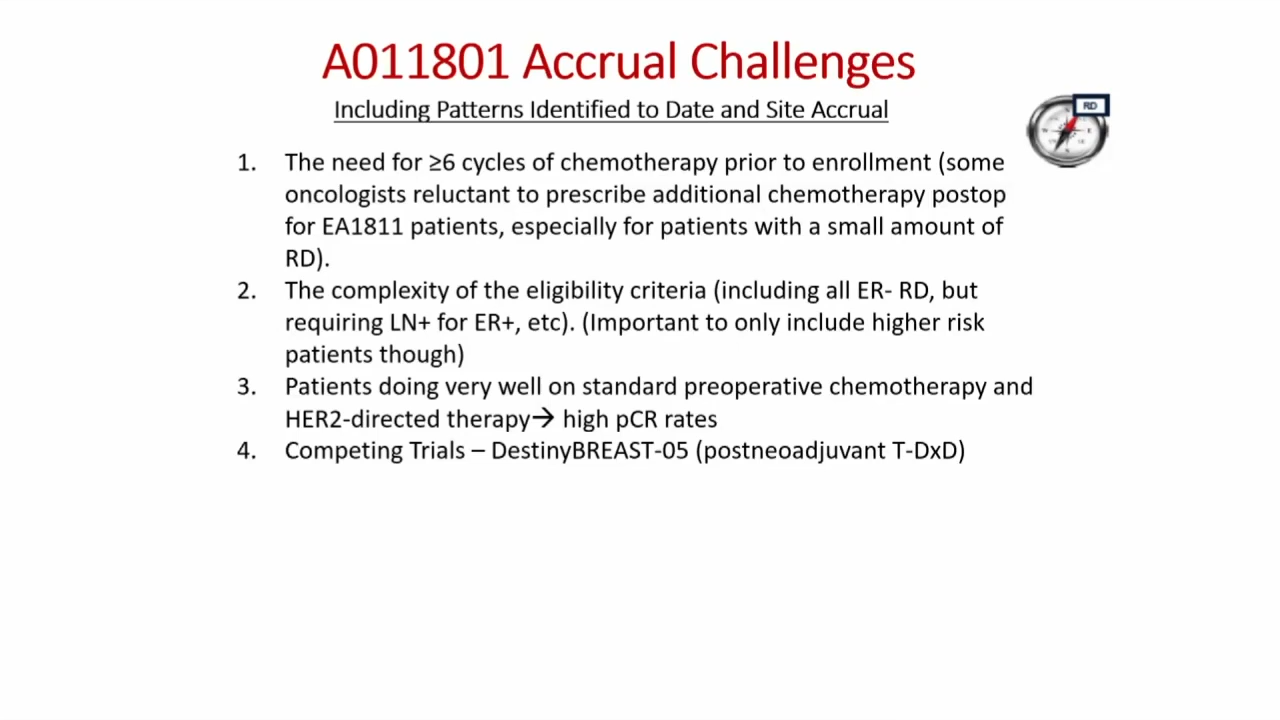 A011801 Accrual Challenges
Including Patterns Identified to Date and Site Accrual
RD
1. The need for ≥6 cycles of chemotherapy prior to enrollment (some
oncologists reluctant to prescribe additional chemotherapy postop
for EA1811 patients, especially for patients with a small amount of
RD).
2. The complexity of the eligibility criteria (including all ER- RD, but
requiring LN+ for ER+, etc). (Important to only include higher risk
patients though)
3. Patients doing very well on standard preoperative chemotherapy and
HER2-directed therapy→ high pCR rates
4. Competing Trials – DestinyBREAST-05 (postneoadjuvant T-DxD)